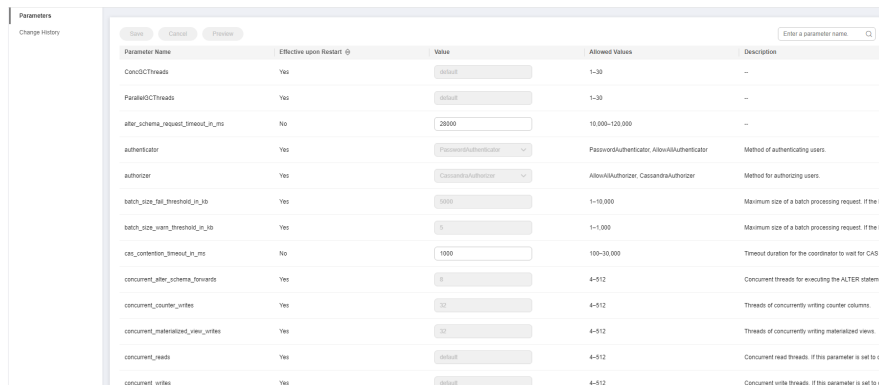 Parameters
Change History
Save Cancel Preview
Enter a parameter name.
Parameter Name Effective upon Restart Value Allowed Values Description
ConcGCThreads Yes default 1–30 --
ParallelGCThreads Yes default 1–30 --
alter_schema_request_timeout_in_ms No 28000 10,000–120,000 --
authenticator Yes PasswordAuthenticator PasswordAuthenticator, AllowAllAuthenticator Method of authenticating users.
authorizer Yes CassandraAuthorizer AllowAllAuthorizer, CassandraAuthorizer Method for authorizing users.
batch_size_fail_threshold_in_kb Yes 5000 1–10,000 Maximum size of a batch processing request. If the
batch_size_warn_threshold_in_kb Yes 5 1–1,000 Maximum size of a batch processing request. If the
cas_contention_timeout_in_ms No 1000 100–30,000 Timeout duration for the coordinator to wait for CAS
concurrent_alter_schema_forwards Yes 8 4–512 Concurrent threads for executing the ALTER statem
concurrent_counter_writes Yes 32 4–512 Threads of concurrently writing counter columns.
concurrent_materialized_view_writes Yes 32 4–512 Threads of concurrently writing materialized views.
concurrent_reads Yes default 4–512 Concurrent read threads. If this parameter is set to
concurrent_writes Yes default 4–512 Concurrent write threads. If this parameter is set to